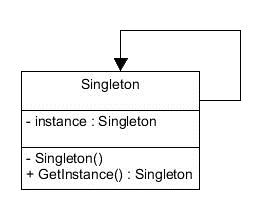 Singleton
- instance : Singleton
- Singleton()
+ GetInstance() : Singleton